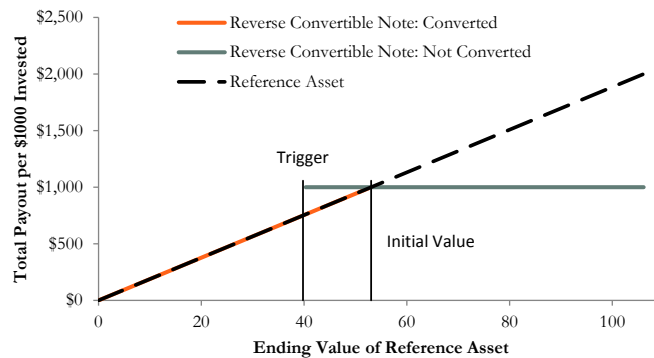 $2,500
Reverse Convertible Note: Converted
Reverse Convertible Note: Not Converted
Reference Asset
$2,000
$1,500
$1,000
$500
$0
Total Payout per $1000 Invested
Trigger
Initial Value
0 20 40 60 80 100
Ending Value of Reference Asset